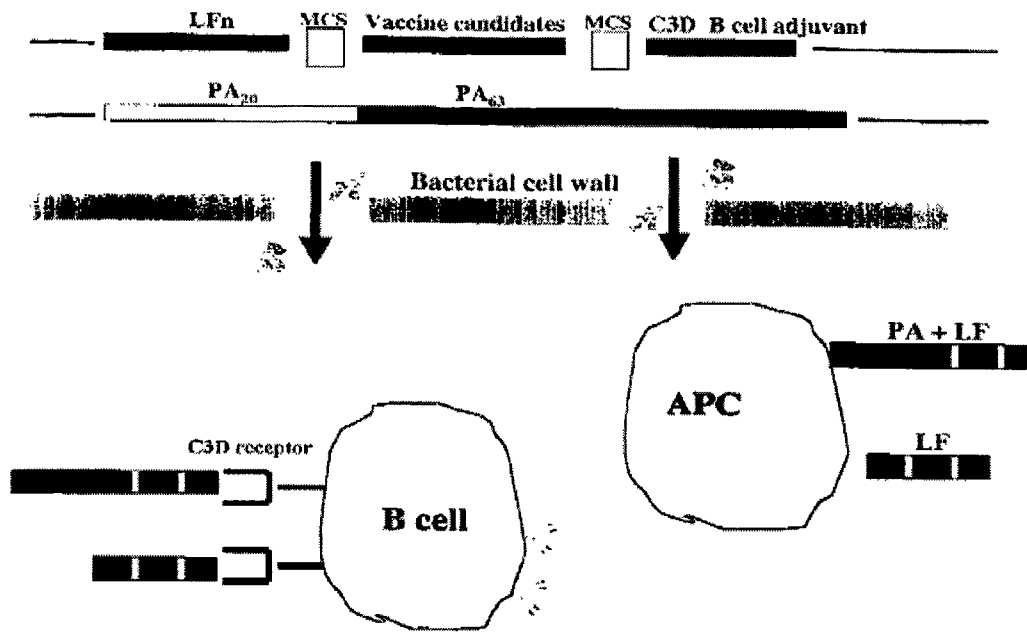 LFn MCS Vaccine candidates MCS C3D B cell adjuvant
PA20 PA63
Bacterial cell wall
PA + LF
APC
C3D receptor
LF
B cell